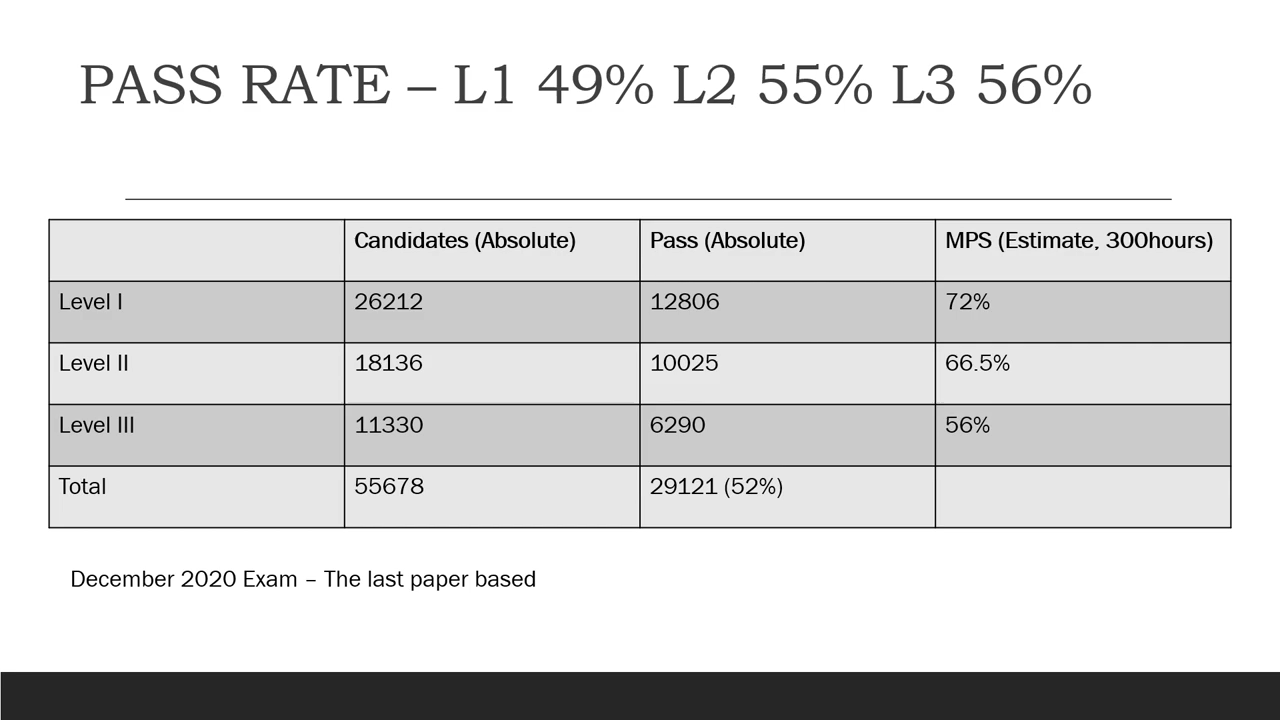 PASS RATE – L1 49% L2 55% L3 56%
Candidates (Absolute) Pass (Absolute) MPS (Estimate, 300hours)
Level I 26212 12806 72%
Level II 18136 10025 66.5%
Level III 11330 6290 56%
Total 55678 29121 (52%)
December 2020 Exam – The last paper based